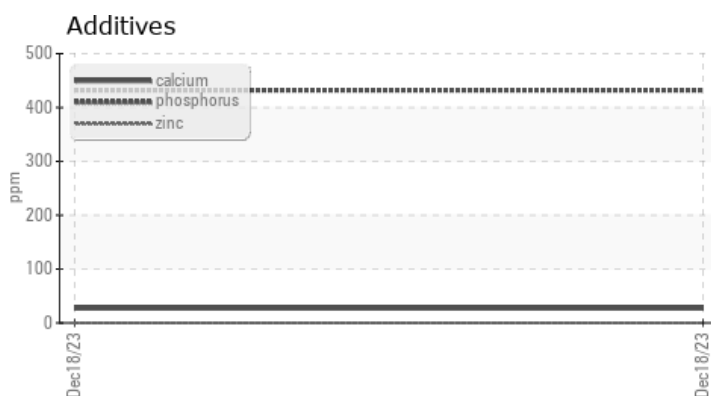 Additives
500
400
300
200
100
0
ppm
calcium
phosphorus
zinc
Dec18/23
Dec18/23